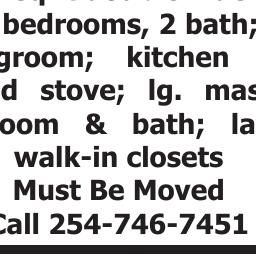 bedrooms, 2 bath;
groom; kitchen
d stove; lg. mas
oom & bath; la
walk-in closets
Must Be Moved
Call 254-746-7451